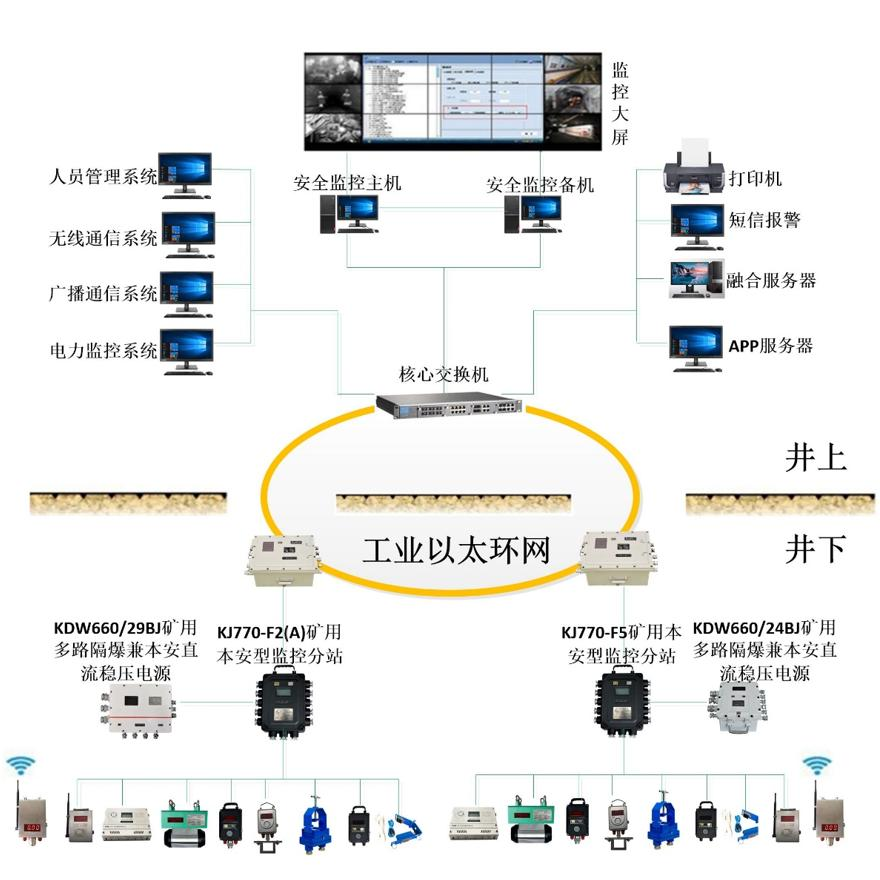 监控大屏
人员管理系统
安全监控主机
安全监控备机
打印机
无线通信系统
短信报警
广播通信系统
融合服务器
电力监控系统
APP服务器
核心交换机
井上
工业以太环网
井下
KDW660/29BJ矿用
多路隔爆兼本安直
流稳压电源
KJ770-F2(A)矿用
本安型监控分站
KJ770-F5矿用本
安型监控分站
KDW660/24BJ矿用
多路隔爆兼本安直
流稳压电源